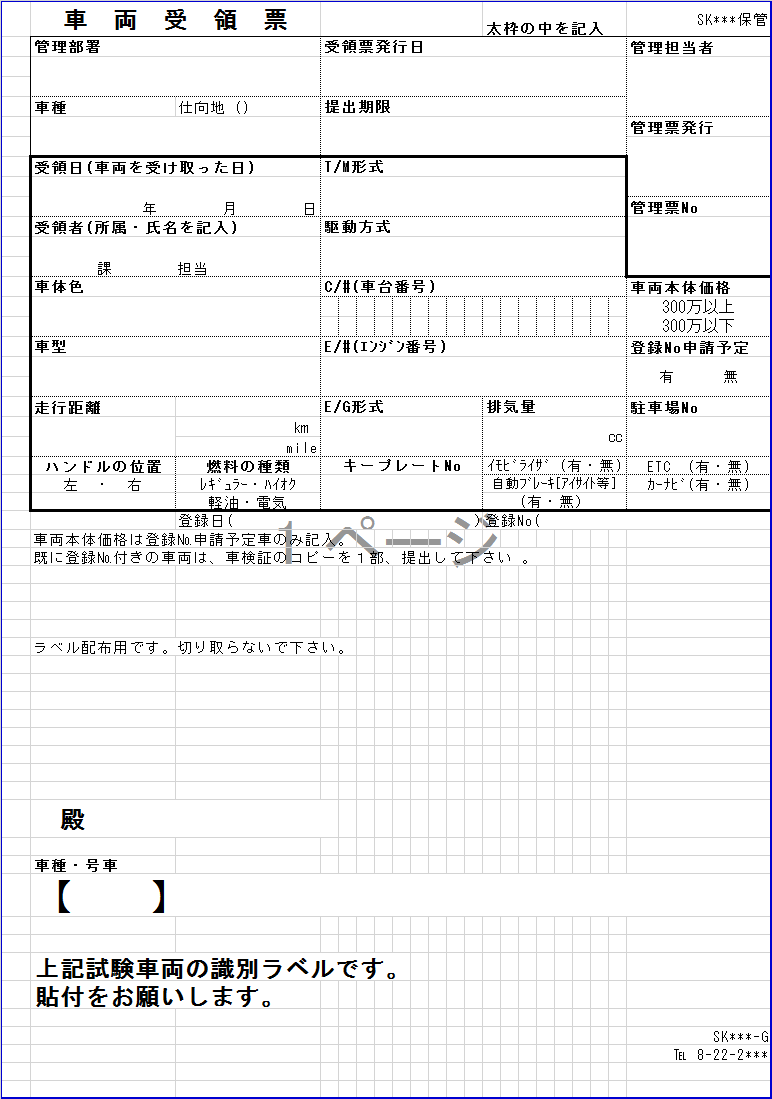 車 両 受 領 票
太枠の中を記入
SK***保管
管理部署
受領票発行日
管理担当者
車種
仕向地 ()
提出期限
管理票発行
受領日(車両を受け取った日)
T/M形式
年 月 日
管理票No
受領者(所属・氏名を記入)
駆動方式
課 担当
車体色
C/#(車台番号)
車両本体価格
300万以上
300万以下
車型
E/#(ｴﾝｼﾞﾝ番号)
登録No申請予定
有 無
走行距離
E/G形式
排気量
駐車場No
km
cc
mile
ハンドルの位置
燃料の種類
キープレートNo
ｲﾓﾋﾞﾗｲｻﾞ (有・無)
ETC (有・無)
左 ・ 右
ﾚｷﾞｭﾗｰ・ﾊｲｵｸ
自動ﾌﾞﾚｰｷ[ｱｲｻｲﾄ等]
ｶｰﾅﾋﾞ(有・無)
軽油・電気
(有・無)
登録日( )
登録No(
1 ページ
車両本体価格は登録№申請予定車のみ記入。
既に登録№付きの車両は、車検証のコピーを１部、提出して下さい 。
ラベル配布用です。切り取らないで下さい。
殿
車種・号車
【 】
上記試験車両の識別ラベルです。
貼付をお願いします。
SK***-G
℡ 8-22-2***